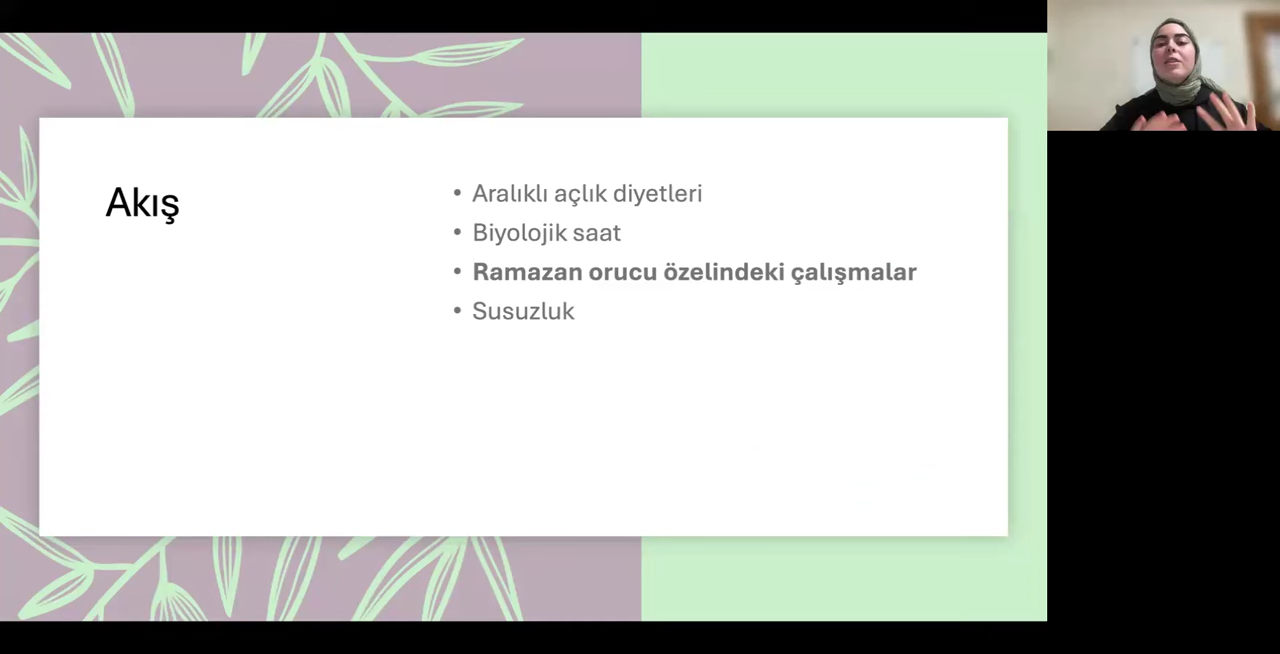 Akış
Aralıklı açlık diyetleri
Biyolojik saat
Ramazan orucu özelindeki çalışmalar
Susuzluk